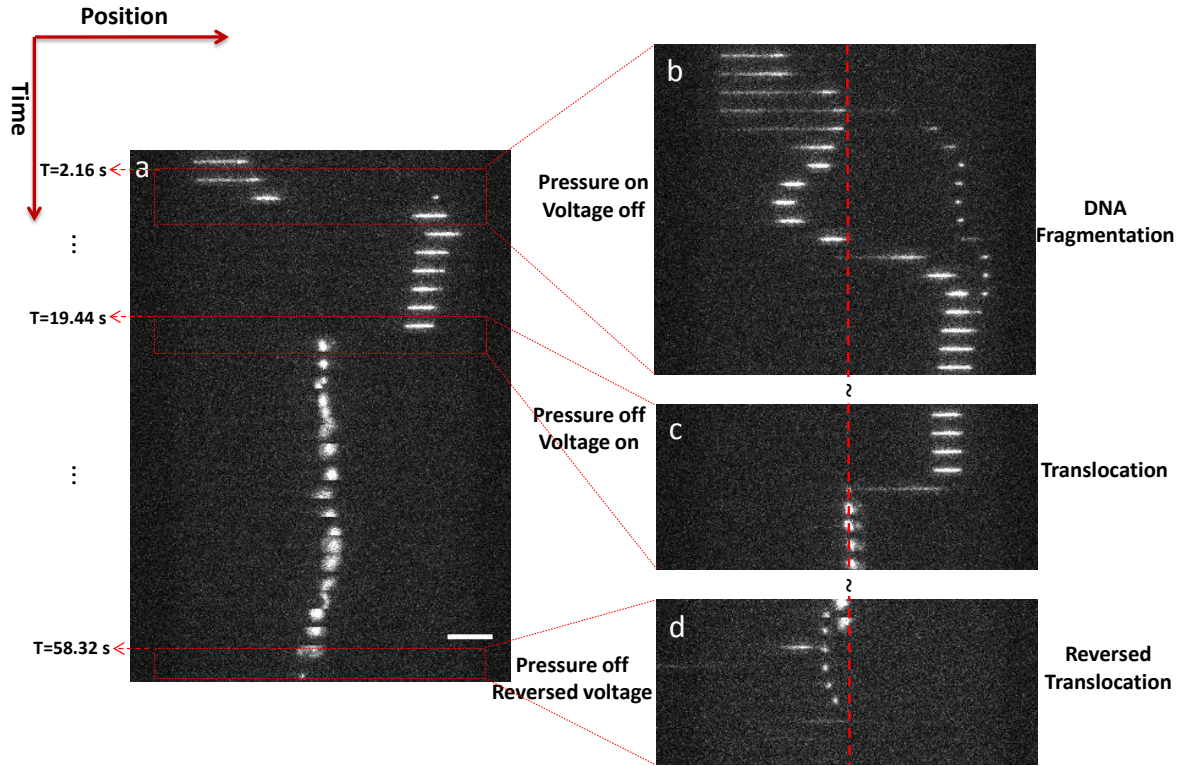 Position
Time
a
T=2.16 s
⋮
T=19.44 s
⋮
T=58.32 s
Pressure on
Voltage off
b
DNA
Fragmentation
~
Pressure off
Voltage on
c
Translocation
~
Pressure off
Reversed voltage
d
Reversed
Translocation